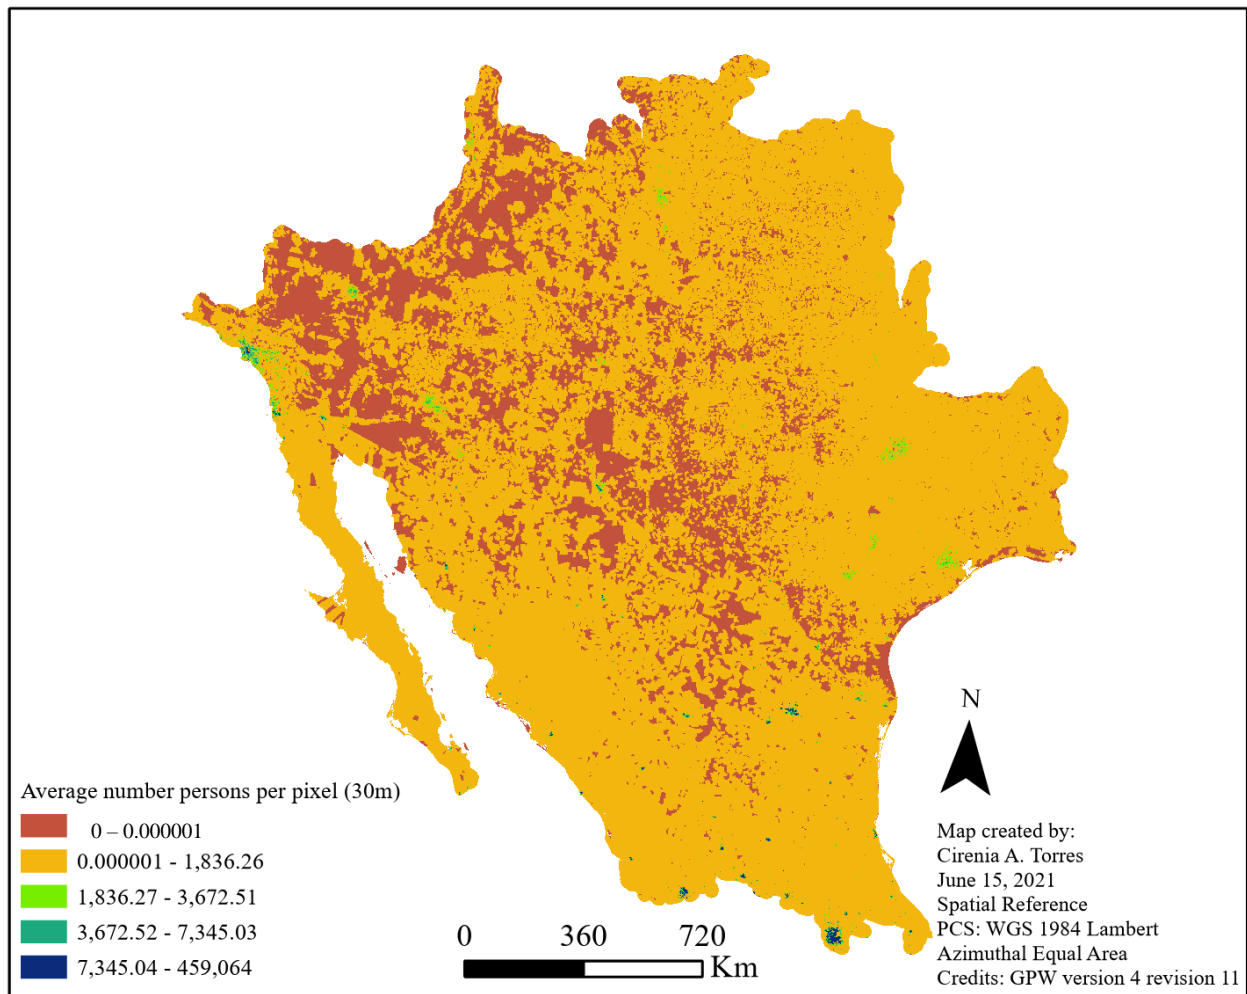 N
Average number persons per pixel (30m)
0 – 0.000001
0.000001 - 1,836.26
1,836.27 - 3,672.51
3,672.52 - 7,345.03
7,345.04 - 459,064
0 360 720
Km
Map created by:
Cirenia A. Torres
June 15, 2021
Spatial Reference
PCS: WGS 1984 Lambert
Azimuthal Equal Area
Credits: GPW version 4 revision 11